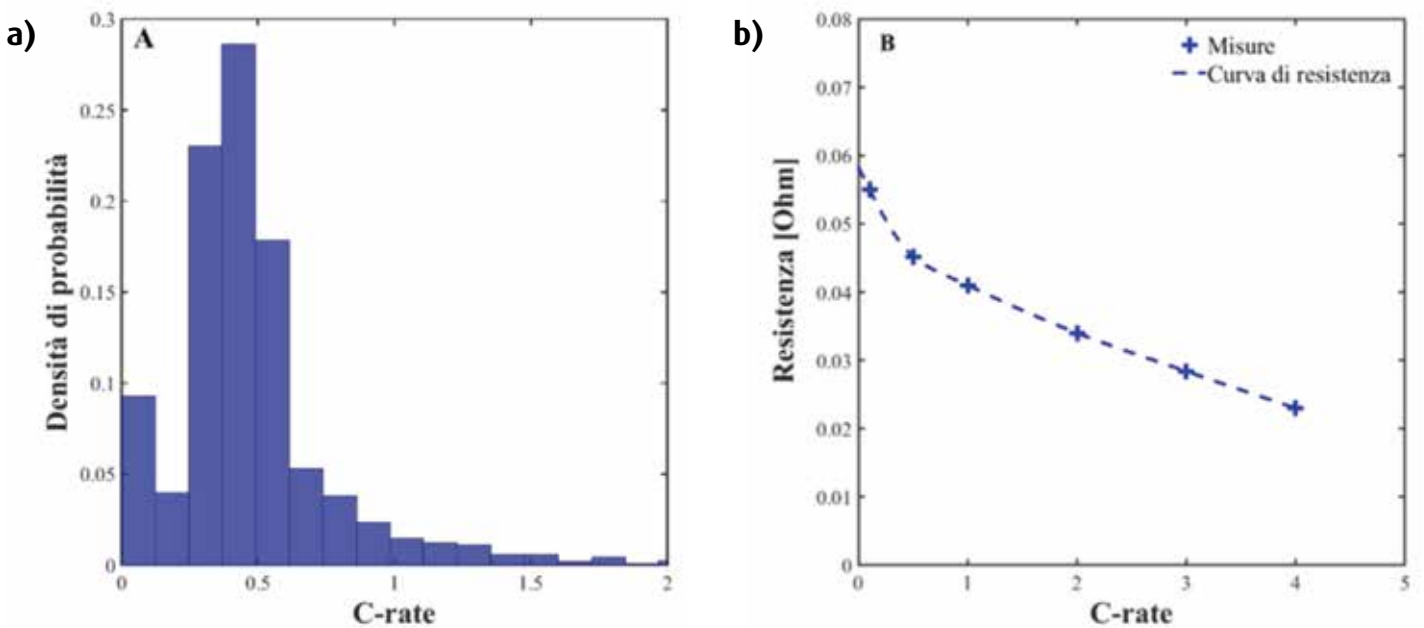 a)
A
0.3
0.25
0.2
0.15
0.1
0.05
0
Densità di probabilità
0
0.5
1
1.5
2
C-rate
b)
B
Misure
Curva di resistenza
0.08
0.07
0.06
0.05
0.04
0.03
0.02
0.01
0
Resistenza [Ohm]
0
1
2
3
4
5
C-rate